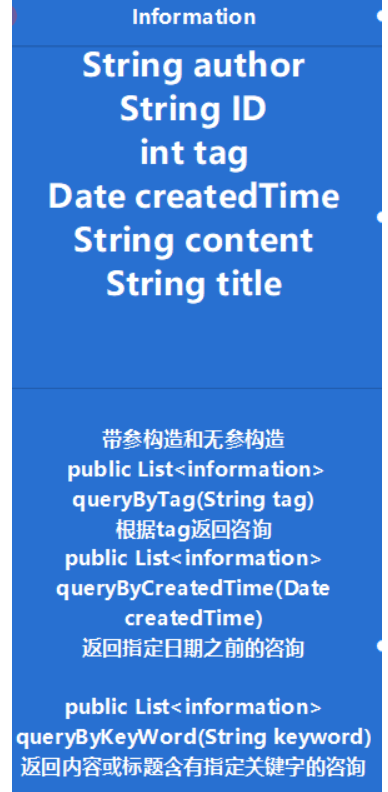 Information
String author
String ID
int tag
Date createdTime
String content
String title
带参构造和无参构造
public List<information>
queryByTag(String tag)
根据tag返回咨询
public List<information>
queryByCreatedTime(Date
createdTime)
返回指定日期之前的咨询
public List<information>
queryByKeyWord(String keyword)
返回内容或标题含有指定关键字的咨询